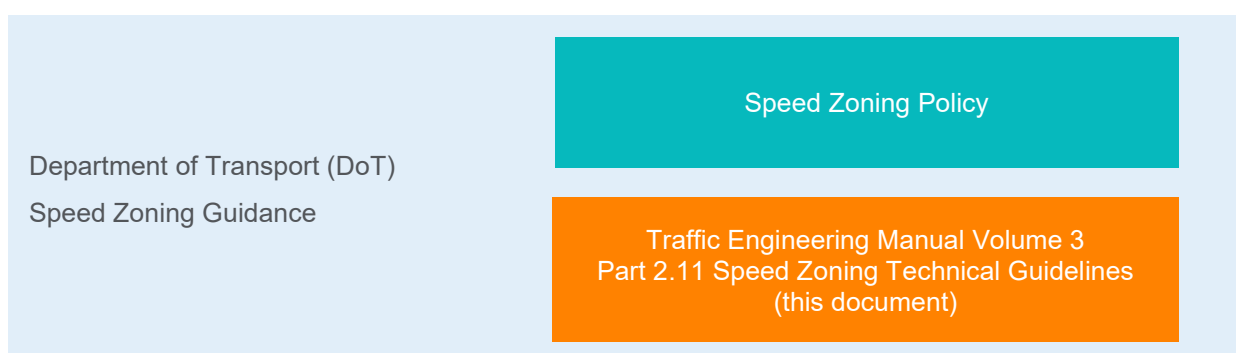 Speed Zoning Policy
Department of Transport (DoT)
Speed Zoning Guidance
Traffic Engineering Manual Volume 3
Part 2.11 Speed Zoning Technical Guidelines
(this document)